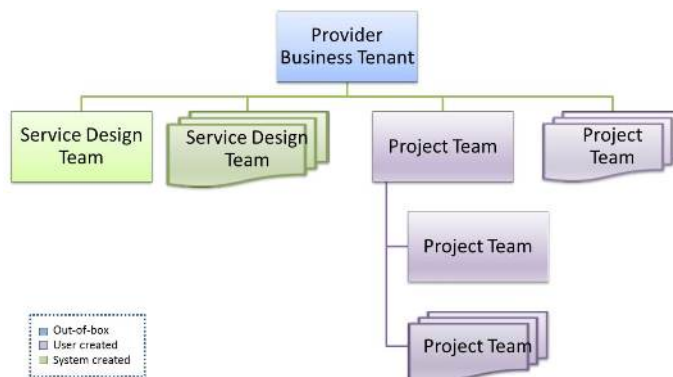 Provider
Business Tenant
Service Design
Team
Service Design
Team
Project Team
Project
Team
Project Team
Project Team
Out-of-box
User created
System created